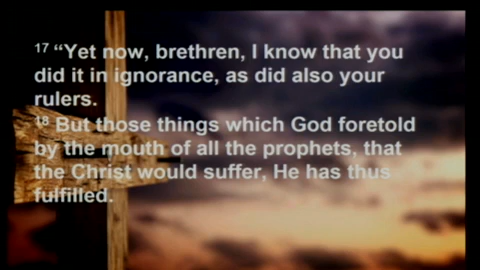 17 “Yet now, brethren, I know that you
did it in ignorance, as did also your
rulers.
18 But those things which God foretold
by the mouth of all the prophets, that
the Christ would suffer, He has thus
fulfilled.